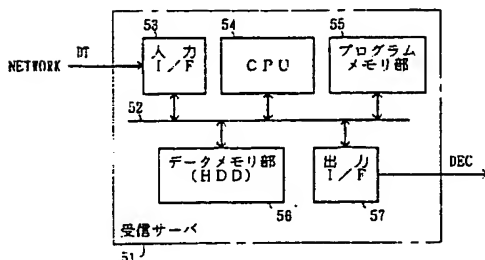 53
54
55
DT
NETWORK
入力
I/F
CPU
プログラム
メモリ部
52
データメモリ部
(HDD)
出力
I/F
DEC
56
57
受信サーバ
51